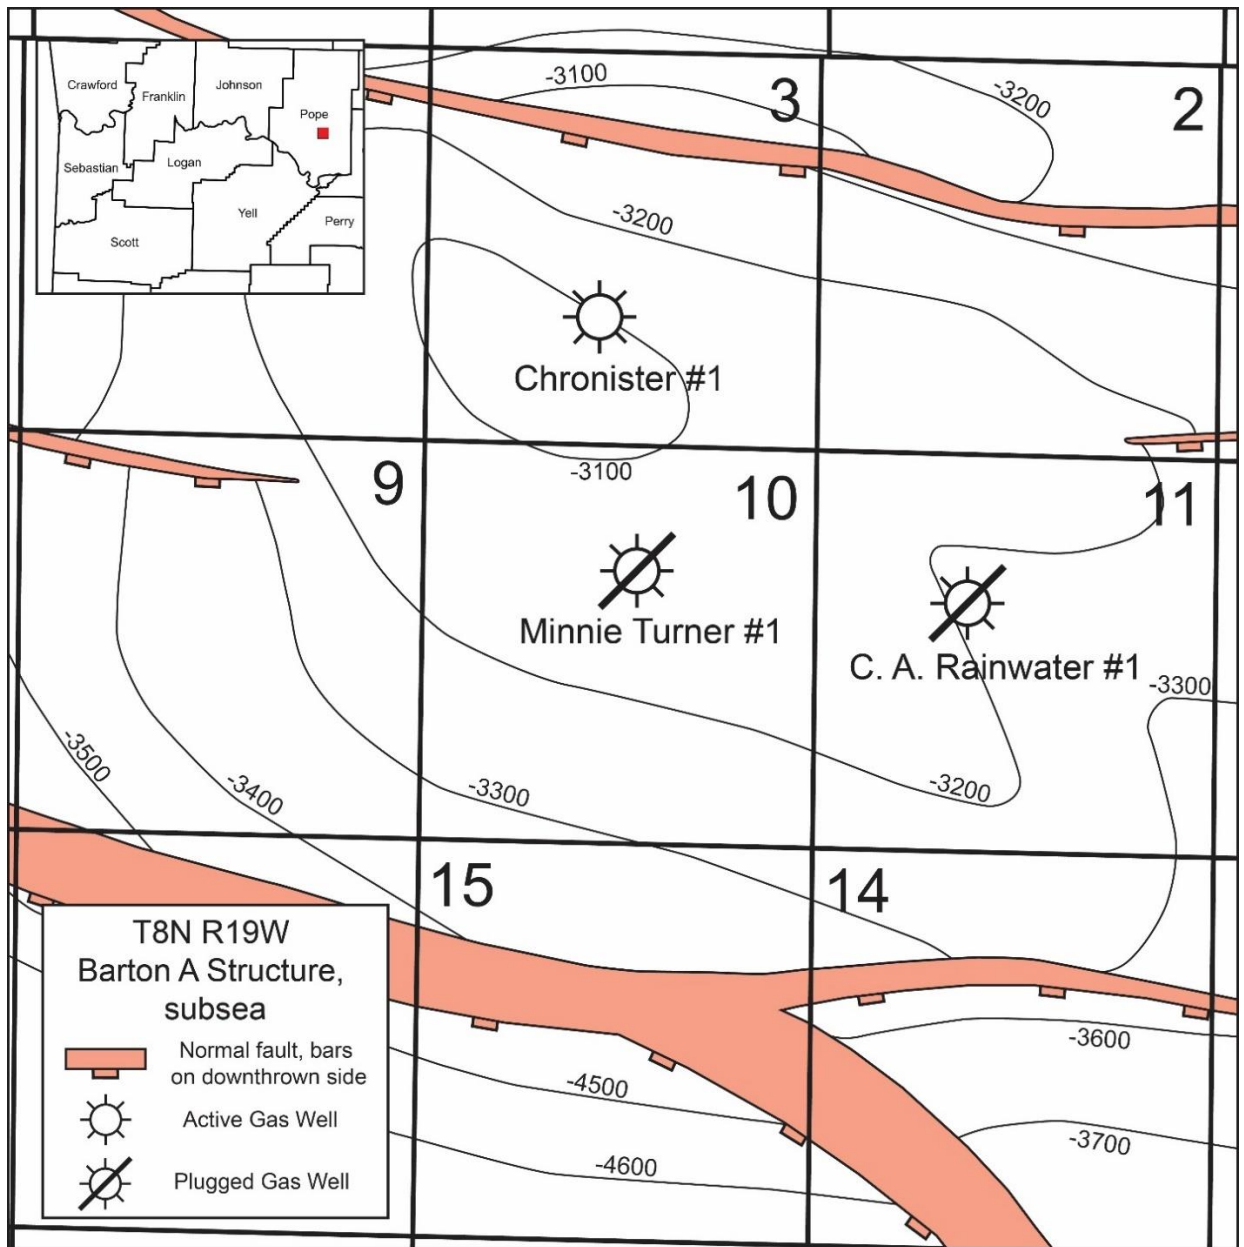 Crawford
Franklin
Johnson
Pope
Sebastian
Logan
Yell
Perry
Scott
-3100
3
-3200
2
-3200
Chronister #1
-3100
9
10
11
Minnie Turner #1
C. A. Rainwater #1
-3300
-3500
-3400
-3300
-3200
15
14
T8N R19W
Barton A Structure,
subsea
Normal fault, bars
on downthrown side
Active Gas Well
Plugged Gas Well
-3600
-4500
-3700
-4600